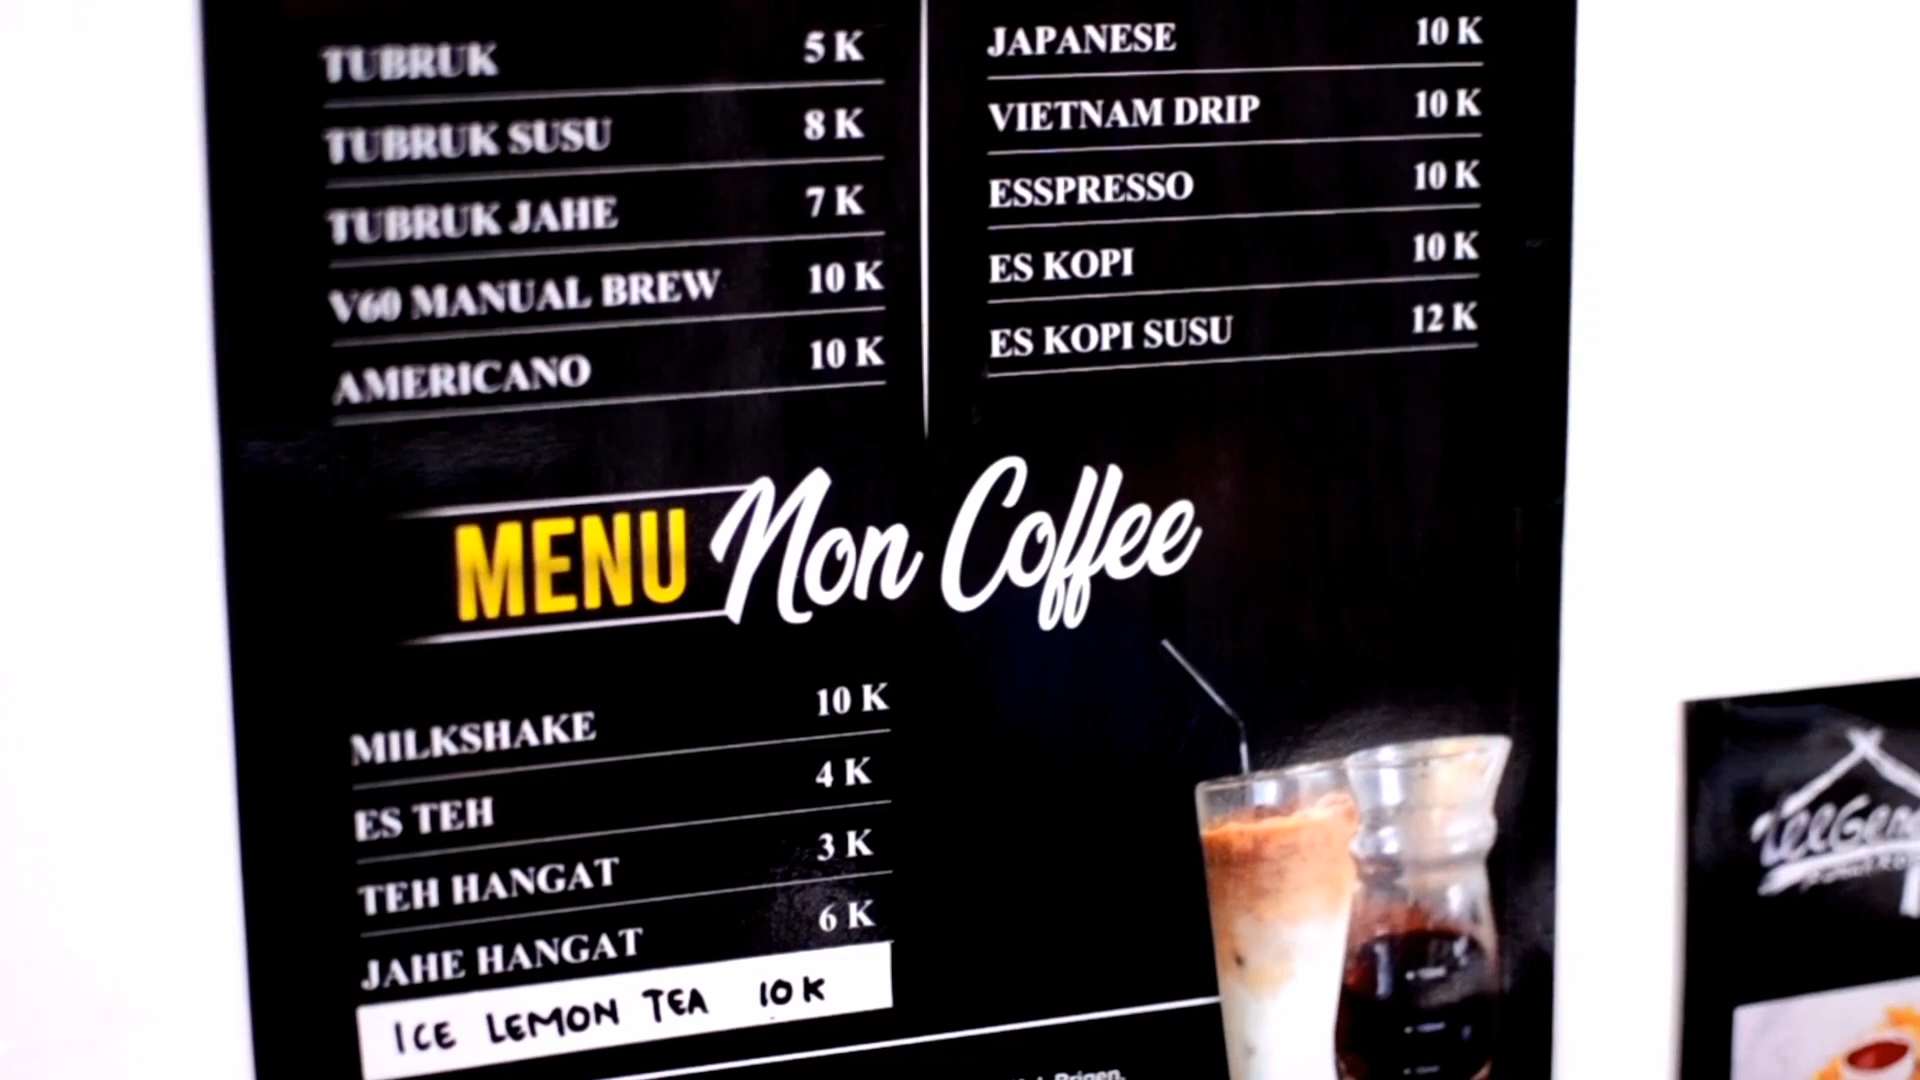 TUBRUK 5 K
TUBRUK SUSU 8 K
TUBRUK JAHE 7 K
V60 MANUAL BREW 10 K
AMERICANO 10 K
JAPANESE 10 K
VIETNAM DRIP 10 K
ESSPRESSO 10 K
ES KOPI 10 K
ES KOPI SUSU 12 K
MENU Non Coffee
MILKSHAKE 10 K
ES TEH 4 K
TEH HANGAT 3 K
JAHE HANGAT 6 K
ICE LEMON TEA 10 K
Prigen,